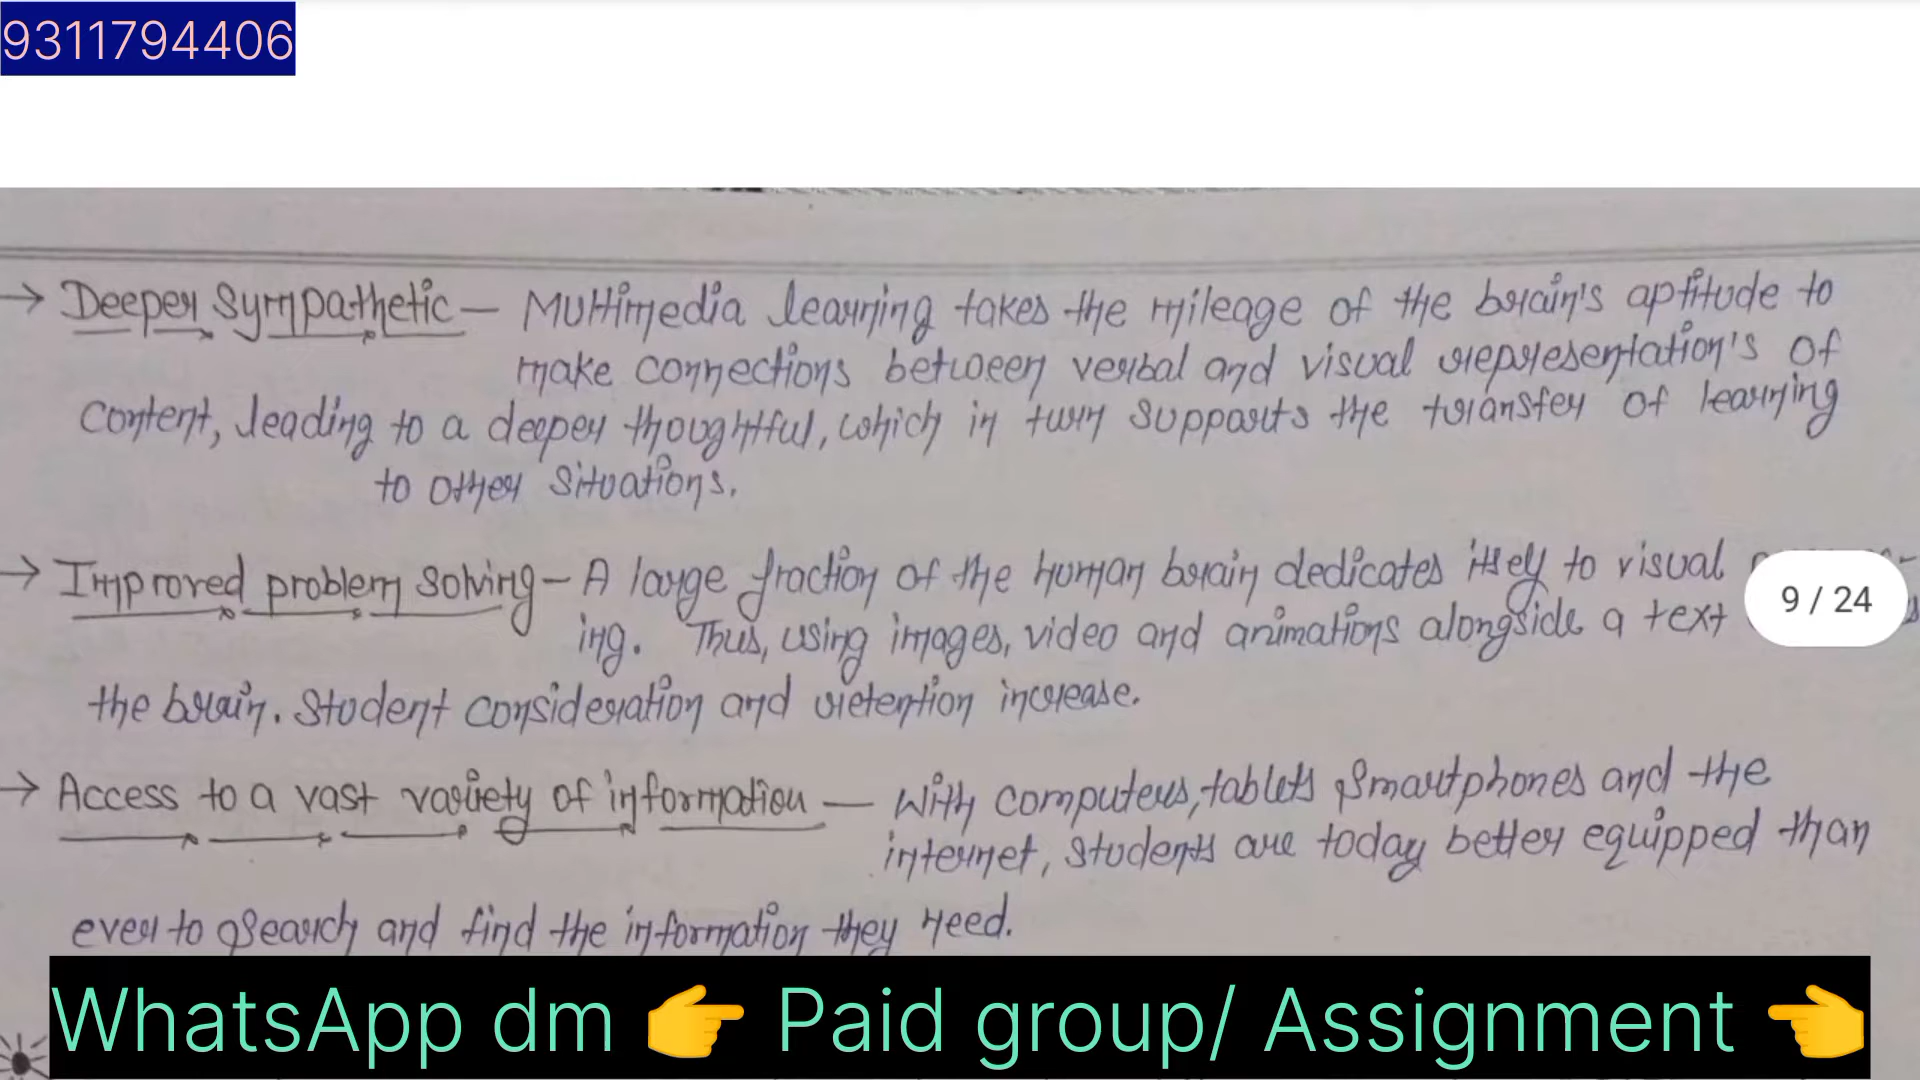 9311794406
→ Deeper Sympathetic – Multimedia learning takes the mileage of the brain's aptitude to
make connections between verbal and visual representation's of
content, leading to a deeper thoughtful, which in turn supports the transfer of learning
to other situations.
→ Improved problem solving – A large fraction of the human brain dedicates itself to visual
ing. Thus, using images, video and animations alongside a text
9 / 24
the brain. Student consideration and retention increase.
→ Access to a vast variety of information – With computers, tablets, Smartphones and the
internet, students are today better equipped than
ever to search and find the information they need.
WhatsApp dm 👉 Paid group/ Assignment 👈